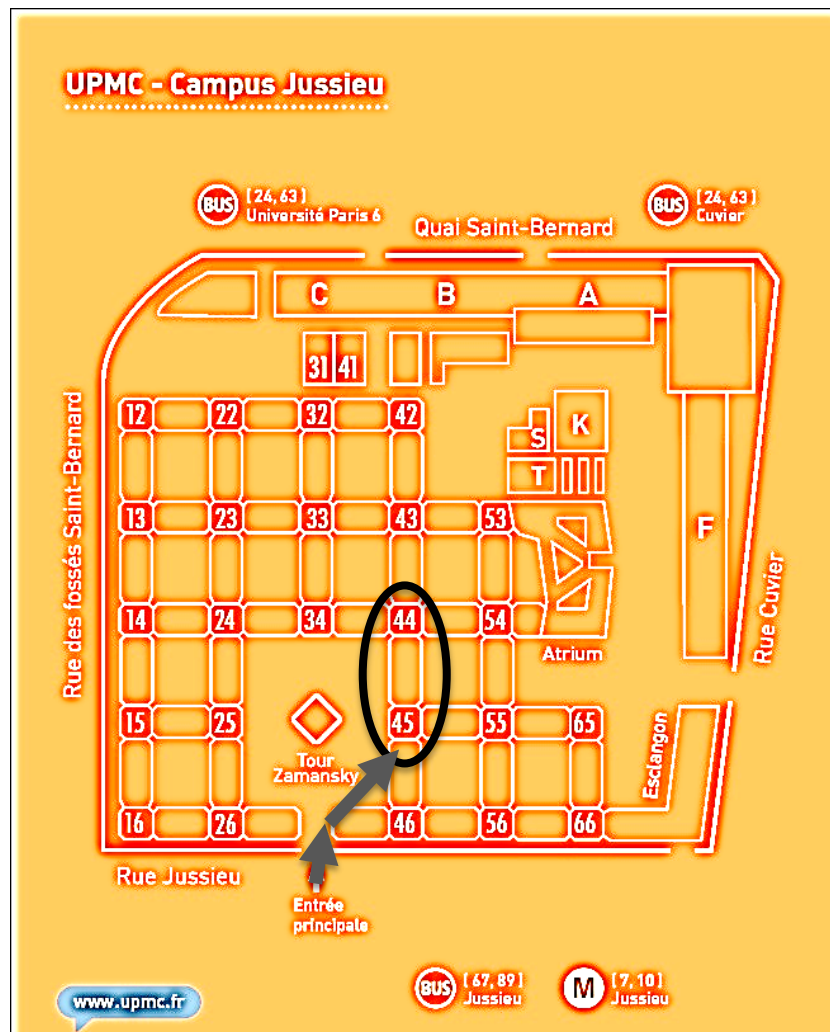 UPMC - Campus Jussieu
BUS [24, 63] Université Paris 6
BUS [24, 63] Cuvier
Quai Saint-Bernard
C B A
31 41
12 22 32 42
S K
T
13 23 33 43 53
F
Rue des fossés Saint-Bernard
Rue Cuvier
14 24 34 44 54
Atrium
15 25 45 55 65
Tour
Zamansky
Esclangon
16 26 46 56 66
Rue Jussieu
Entrée
principale
BUS [67, 89] Jussieu
M [7, 10] Jussieu
www.upmc.fr